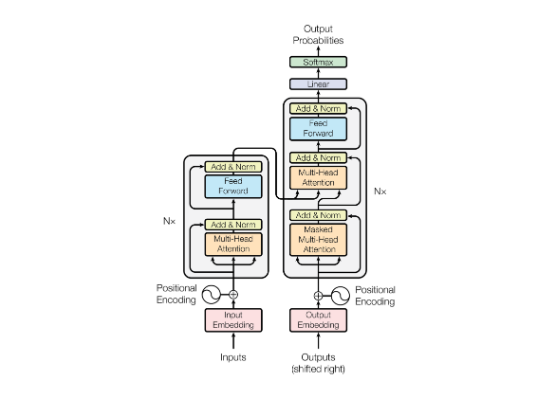 Output
Probabilities
Softmax
Linear
Add & Norm
Feed
Forward
Add & Norm
Multi-Head
Attention
Add & Norm
Masked
Multi-Head
Attention
Nx
Add & Norm
Feed
Forward
Add & Norm
Multi-Head
Attention
Nx
Positional
Encoding
Input
Embedding
Inputs
Positional
Encoding
Output
Embedding
Outputs
(shifted right)